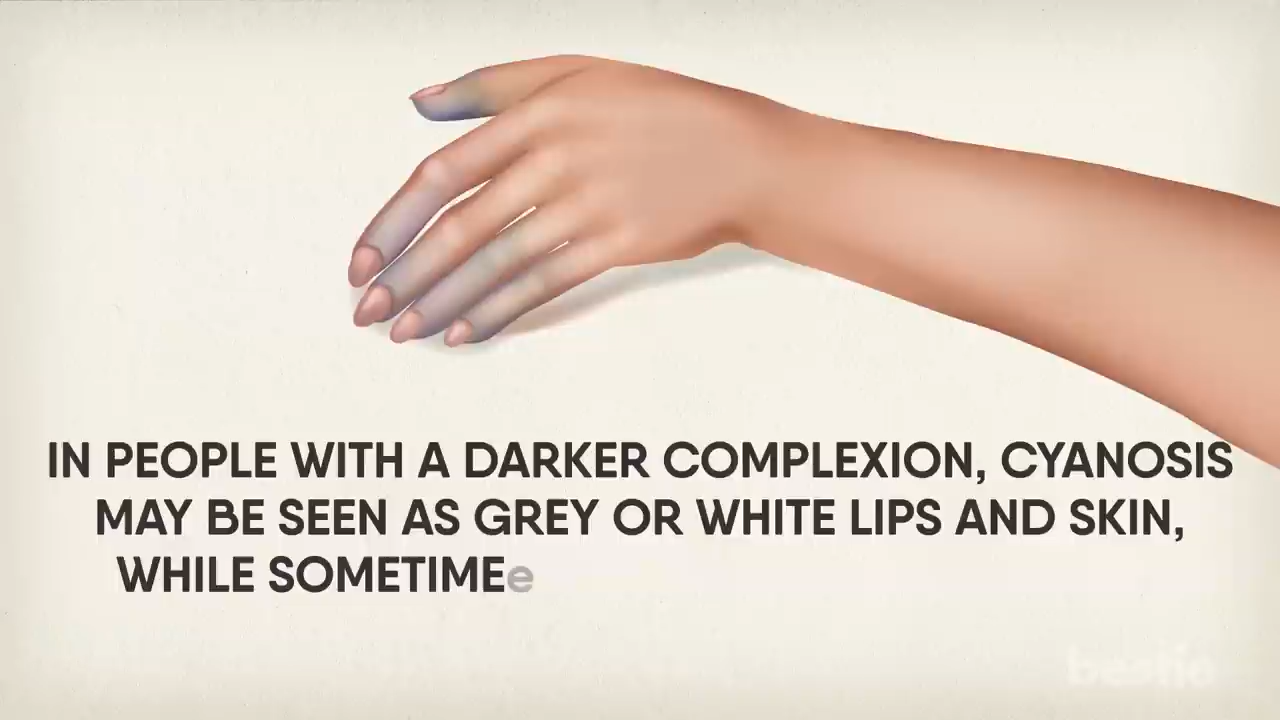 IN PEOPLE WITH A DARKER COMPLEXION, CYANOSIS
MAY BE SEEN AS GREY OR WHITE LIPS AND SKIN,
WHILE SOMETIMEe